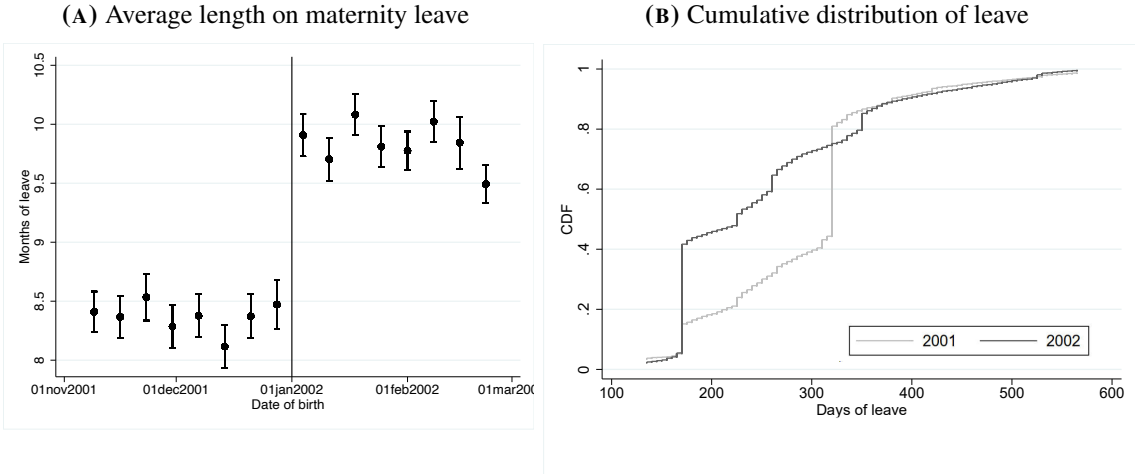 (A) Average length on maternity leave
Months of leave
10.5
10
9.5
9
8.5
8
01nov2001 01dec2001 01jan2002 01feb2002 01mar20
Date of birth
(B) Cumulative distribution of leave
CDF
1
.8
.6
.4
.2
0
2001 2002
100 200 300 400 500 600
Days of leave